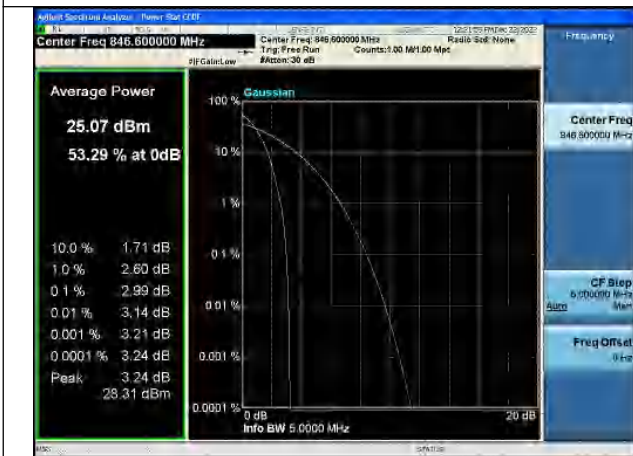 Agilent Spectrum Analyzer - Power Stat CCDF
Center Freq 846.600000 MHz
Center Freq: 846.600000 MHz
Radio Std: None
Trig: Free Run
Counts:1.00 M/1.00 Mpt
#IFGain:Low
#Atten: 30 dB
Frequency
Average Power
25.07 dBm
53.29 % at 0dB
10.0 % 1.71 dB
1.0 % 2.60 dB
0.1 % 2.99 dB
0.01 % 3.14 dB
0.001 % 3.21 dB
0.0001 % 3.24 dB
Peak 3.24 dB
28.31 dBm
Gaussian
100 %
10 %
1 %
0.1 %
0.01 %
0.001 %
0.0001 %
0 dB
20 dB
Info BW 5.0000 MHz
Center Freq
846.600000 MHz
CF Step
5.000000 MHz
Auto Man
Freq Offset
0 Hz
MSG
STATUS